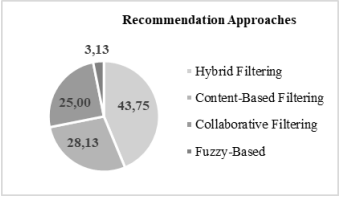 Recommendation Approaches
3,13
43,75
25,00
28,13
Hybrid Filtering
Content-Based Filtering
Collaborative Filtering
Fuzzy-Based